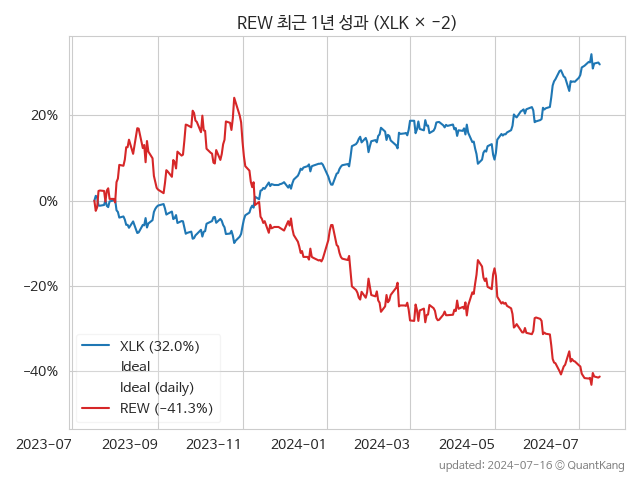 REW 최근 1년 성과 (XLK × −2)
20%
0%
−20%
−40%
XLK (32.0%)
Ideal
Ideal (daily)
REW (−41.3%)
2023−07
2023−09
2023−11
2024−01
2024−03
2024−05
2024−07
updated: 2024−07−16 © QuantKang